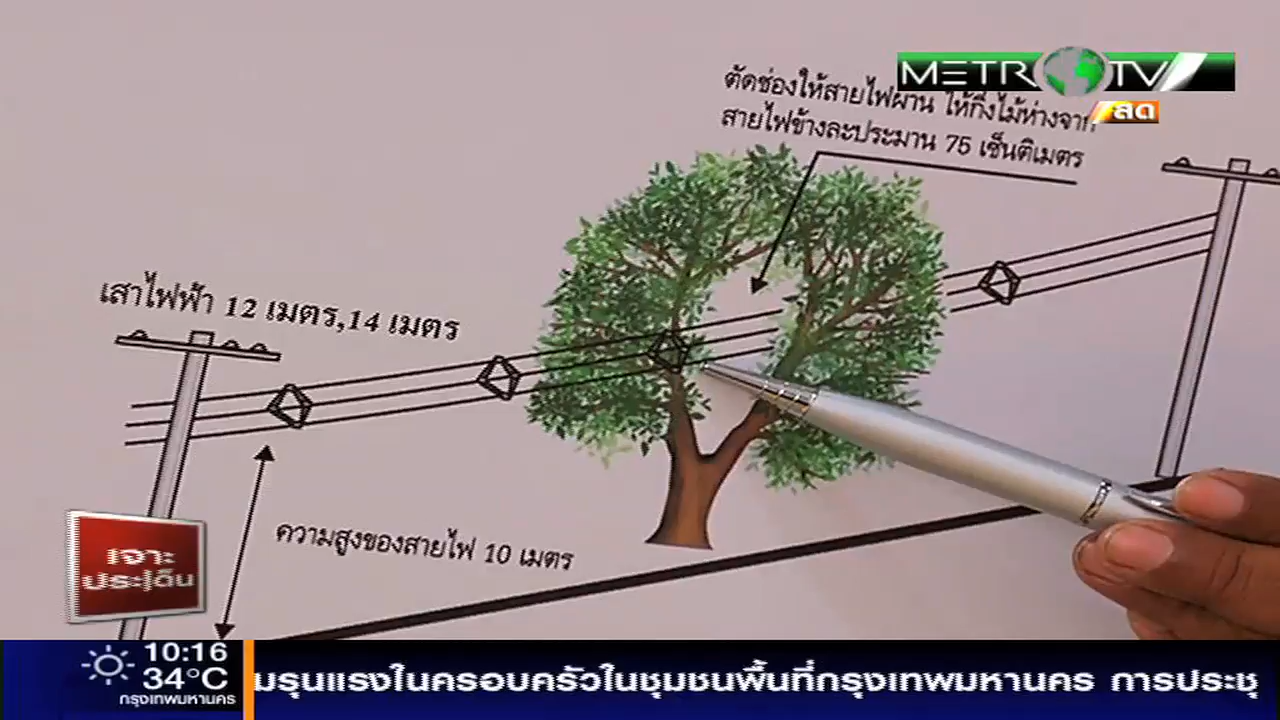 METRO TV
สด
ตัดช่องให้สายไฟผ่าน ให้กิ่งไม้ห่างจาก
สายไฟข้างละประมาน 75 เซ็นติเมตร
เสาไฟฟ้า 12 เมตร,14 เมตร
ความสูงของสายไฟ 10 เมตร
เจาะ
ประเด็น
10:16
34°C
กรุงเทพมหานคร
มรุนแรงในครอบครัวในชุมชนพื้นที่กรุงเทพมหานคร การประชุ